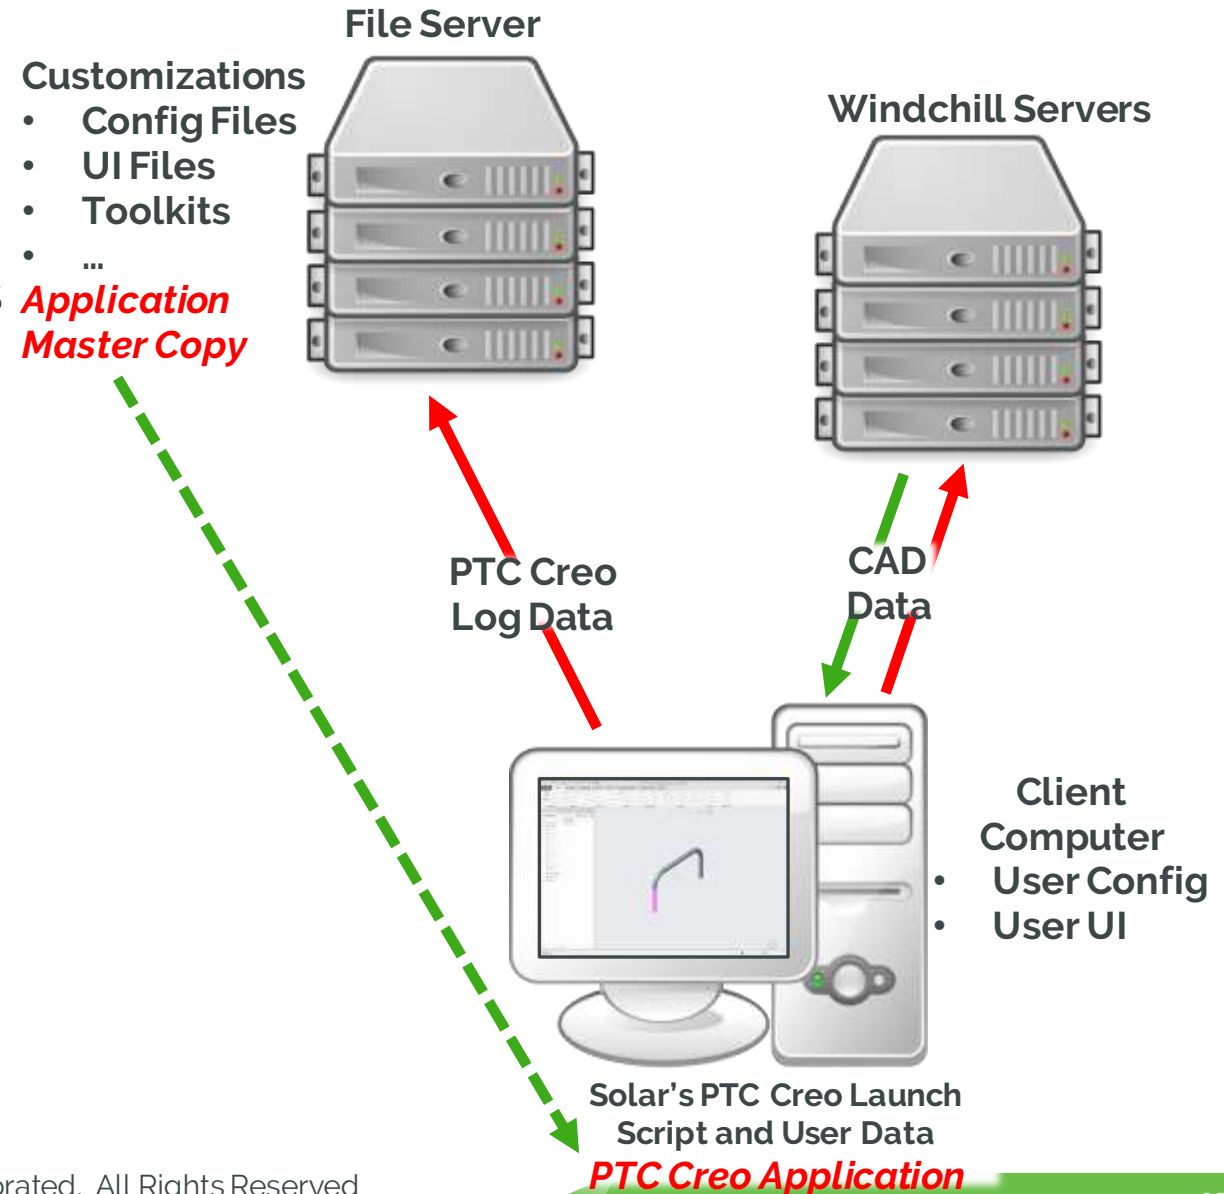 File Server
Customizations
• Config Files
• UI Files
• Toolkits
• ...
Application
Master Copy
Windchill Servers
PTC Creo
Log Data
CAD
Data
Client
Computer
• User Config
• User UI
Solar's PTC Creo Launch
Script and User Data
PTC Creo Application
All Rights Reserved